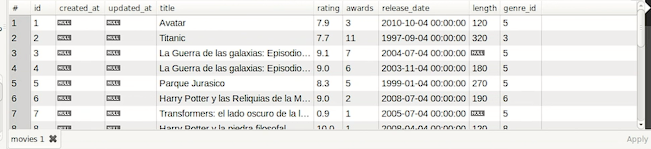 # id created_at updated_at title rating awards release_date length genre_id
1 1 NULL NULL Avatar 7.9 3 2010-10-04 00:00:00 120 5
2 2 NULL NULL Titanic 7.7 11 1997-09-04 00:00:00 320 3
3 3 NULL NULL La Guerra de las galaxias: Episodio... 9.1 7 2004-07-04 00:00:00 NULL 5
4 4 NULL NULL La Guerra de las galaxias: Episodio... 9.0 6 2003-11-04 00:00:00 180 5
5 5 NULL NULL Parque Jurasico 8.3 5 1999-01-04 00:00:00 270 5
6 6 NULL NULL Harry Potter y las Reliquias de la M... 9.0 2 2008-07-04 00:00:00 190 6
7 7 NULL NULL Transformers: el lado oscuro de la l... 0.9 1 2005-07-04 00:00:00 NULL 5
8 8 NULL NULL Harry Potter y la piedra filosofal 10.0 1 2008-04-04 00:00:00 120 8
movies 1 Apply